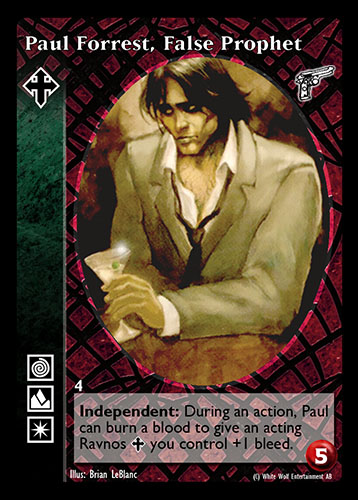 Paul Forrest, False Prophet
4
Independent: During an action, Paul
can burn a blood to give an acting
Ravnos you control +1 bleed.
5
Illus: Brian LeBlanc
(C) White Wolf Entertainment AB